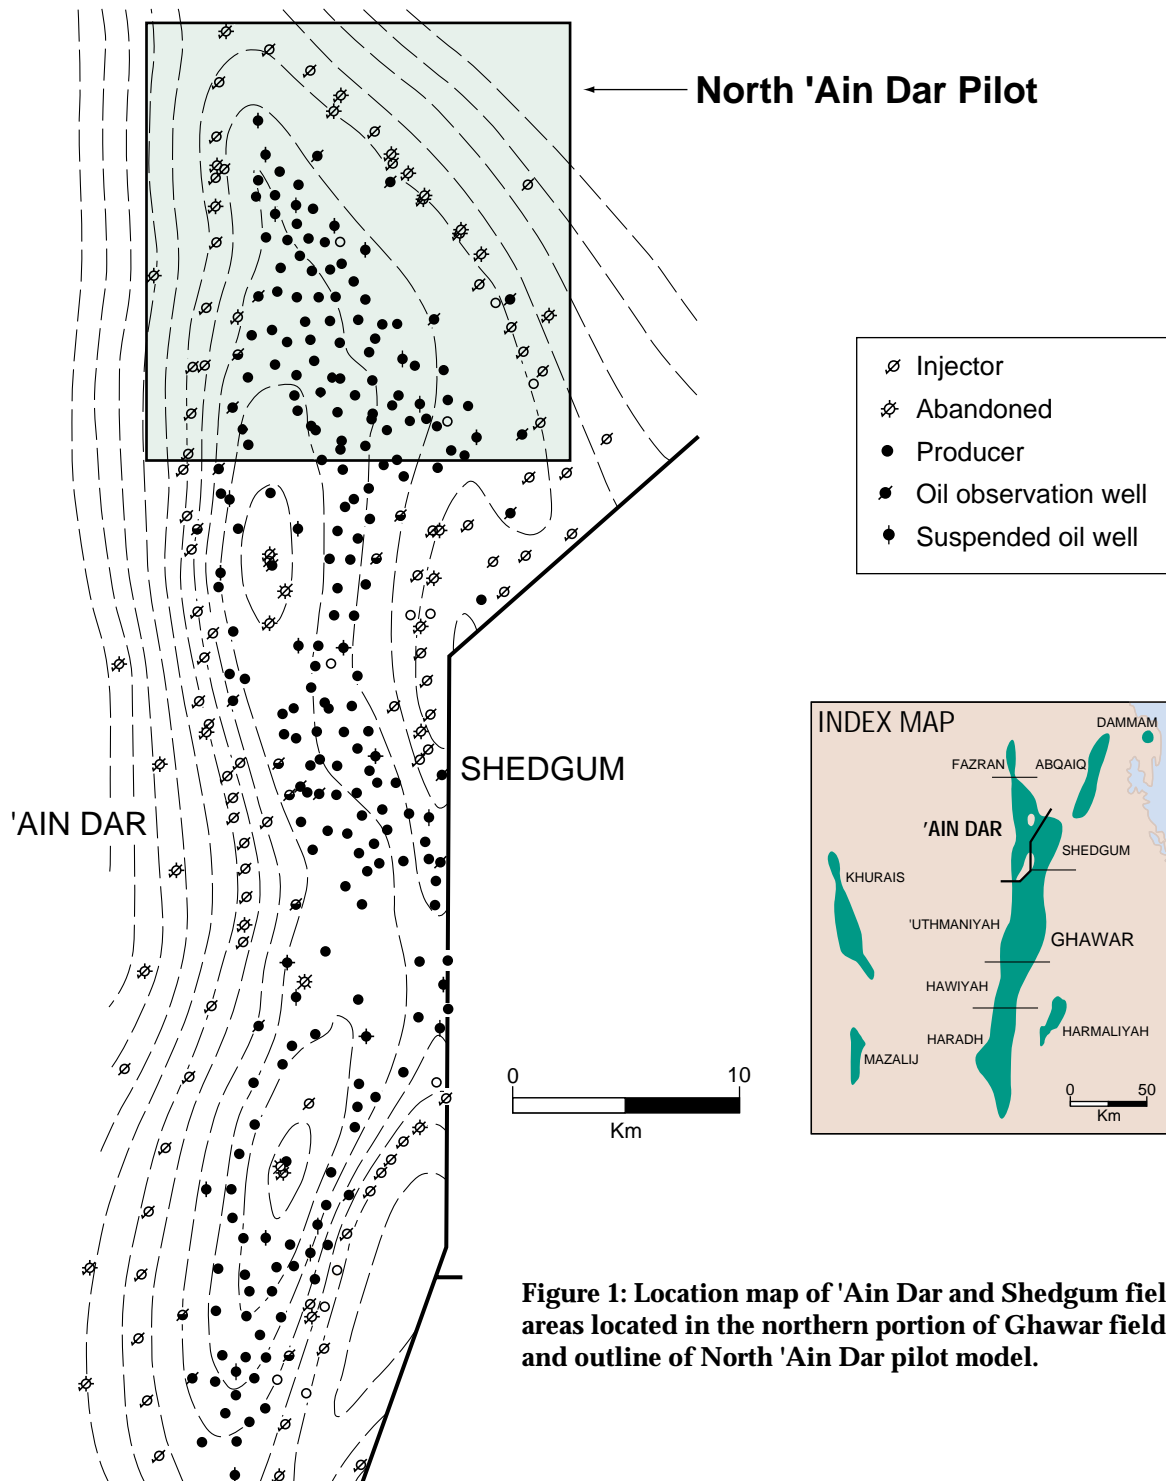 North 'Ain Dar Pilot
Injector
Abandoned
Producer
Oil observation well
Suspended oil well
SHEDGUM
'AIN DAR
INDEX MAP
DAMMAM
FAZRAN
ABQAIQ
'AIN DAR
SHEDGUM
KHURAIS
'UTHMANIYAH
GHAWAR
HAWIYAH
HARADH
HARMALIYAH
MAZALIJ
0 50
Km
0 10
Km
Figure 1: Location map of 'Ain Dar and Shedgum fiel
areas located in the northern portion of Ghawar field
and outline of North 'Ain Dar pilot model.